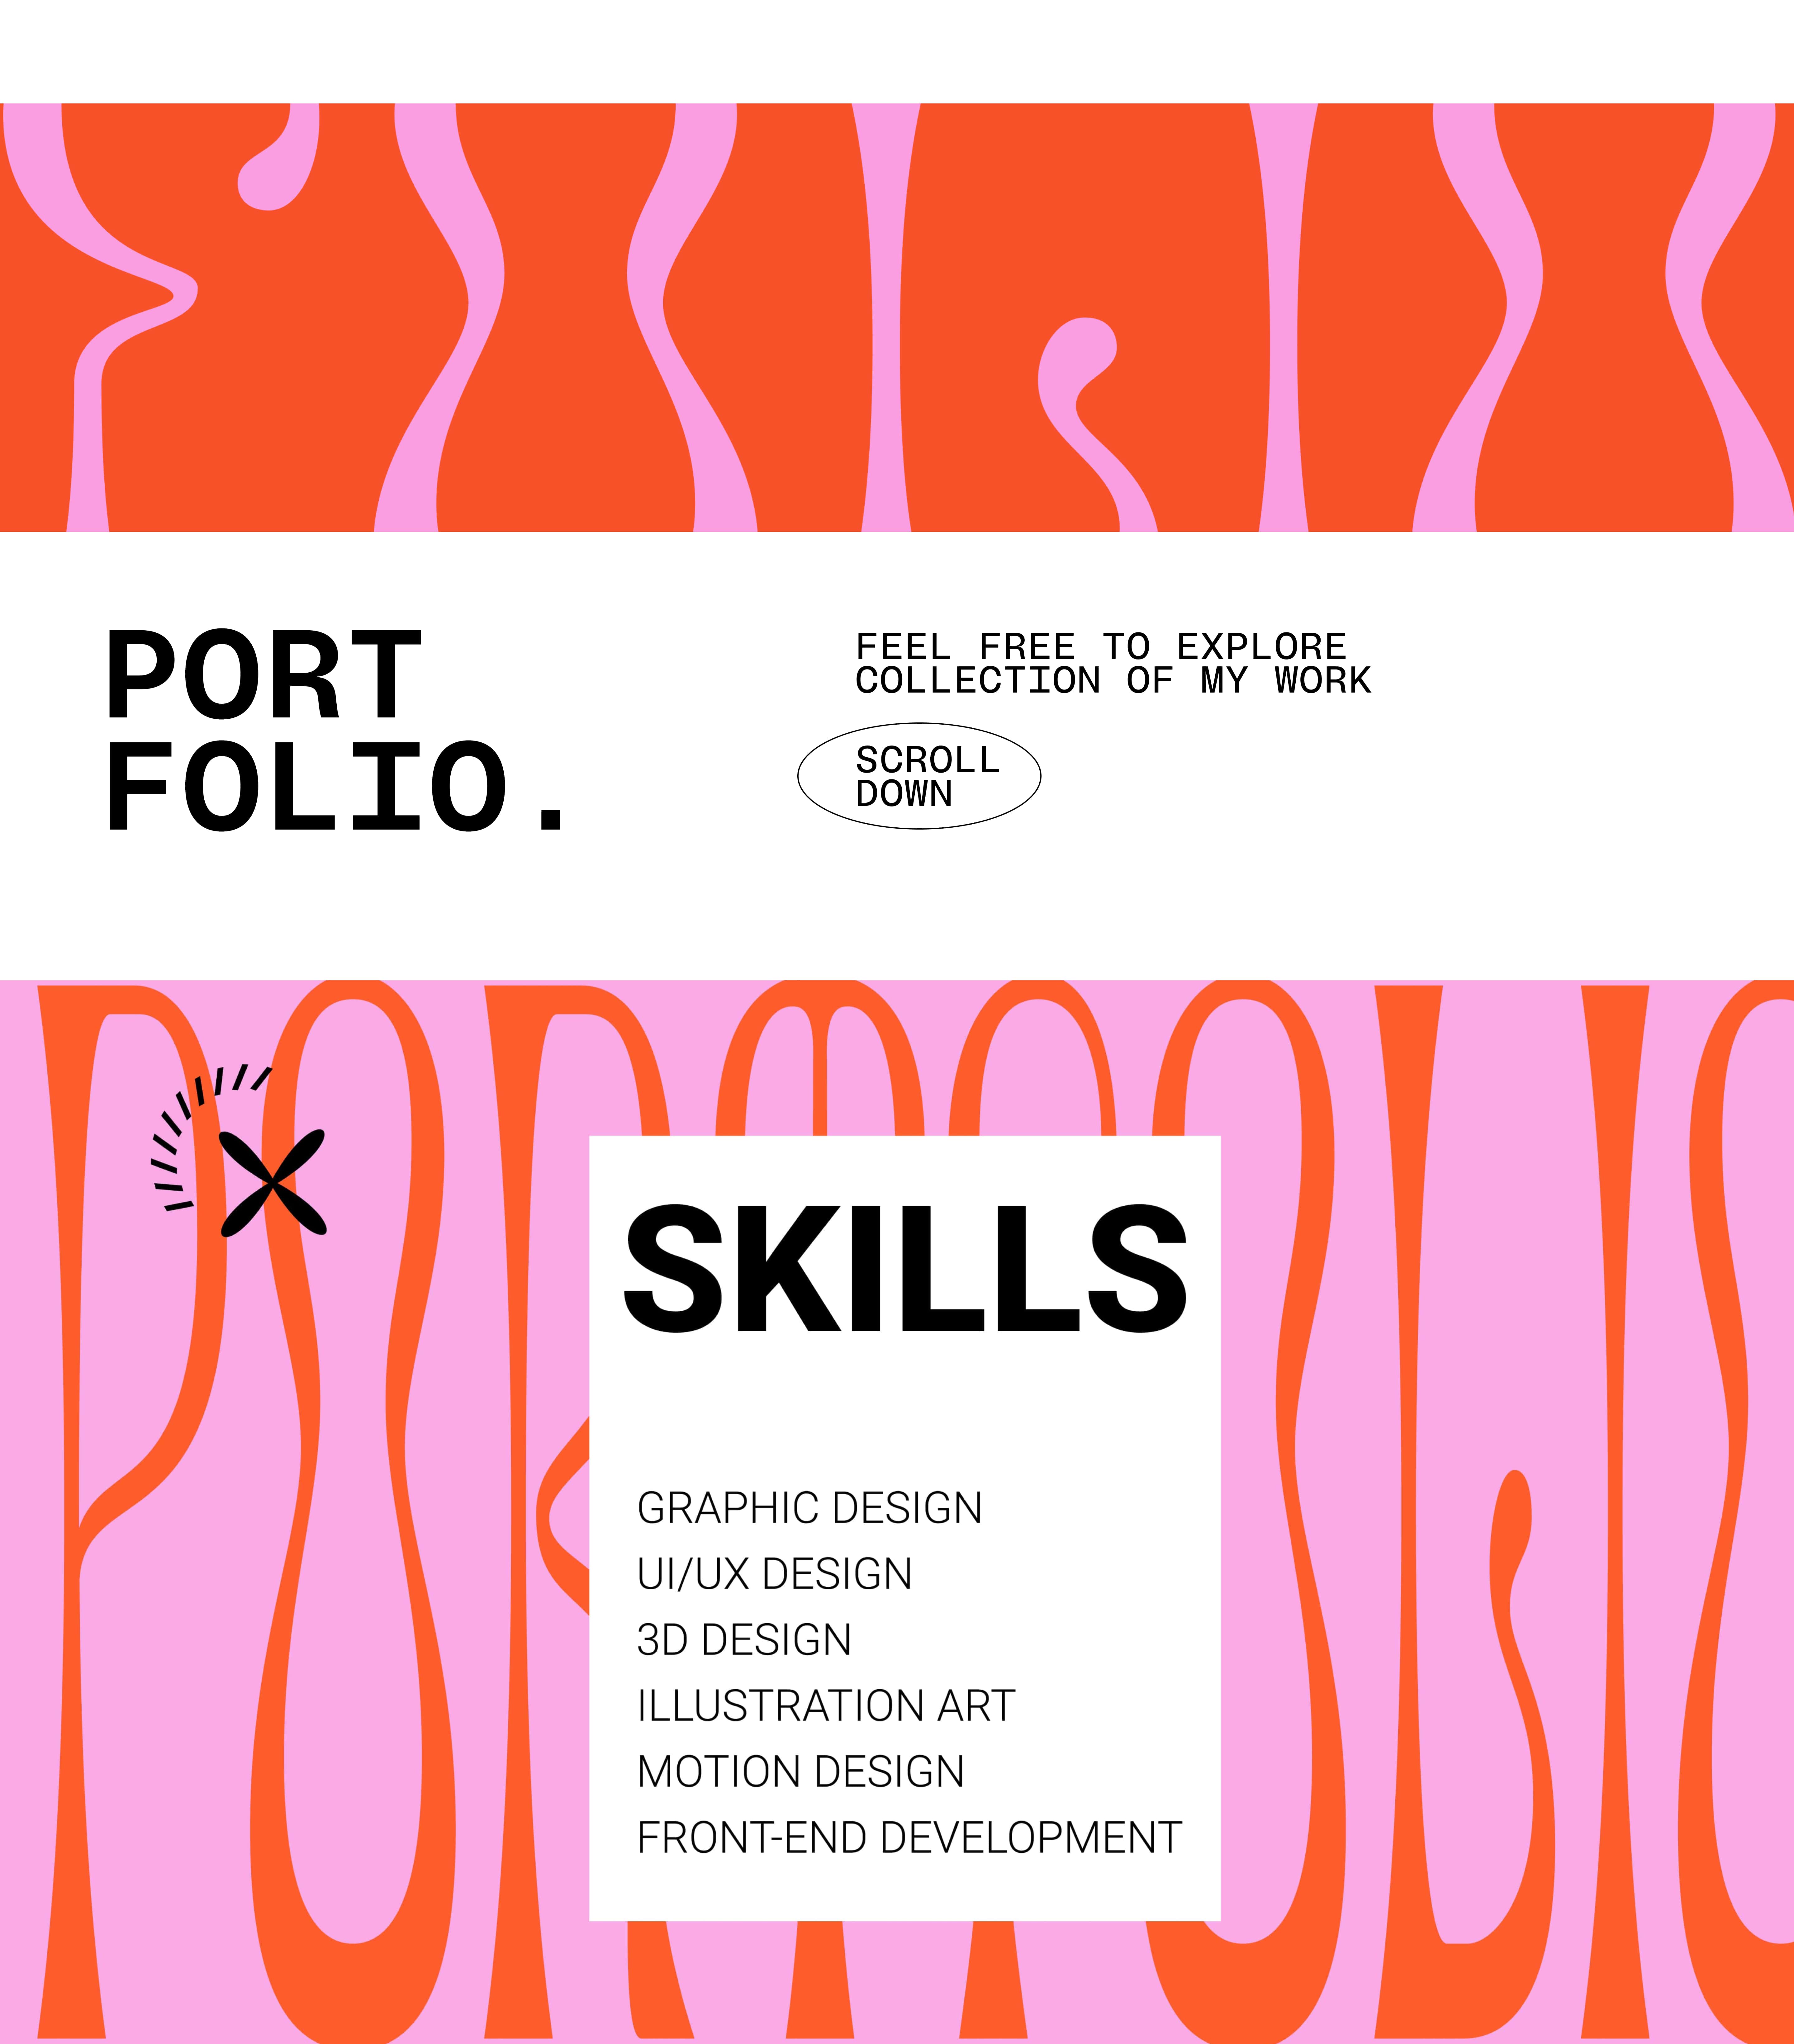 PORT
FOLIO.
FEEL FREE TO EXPLORE
COLLECTION OF MY WORK
SCROLL
DOWN
SKILLS
GRAPHIC DESIGN
UI/UX DESIGN
3D DESIGN
ILLUSTRATION ART
MOTION DESIGN
FRONT-END DEVELOPMENT